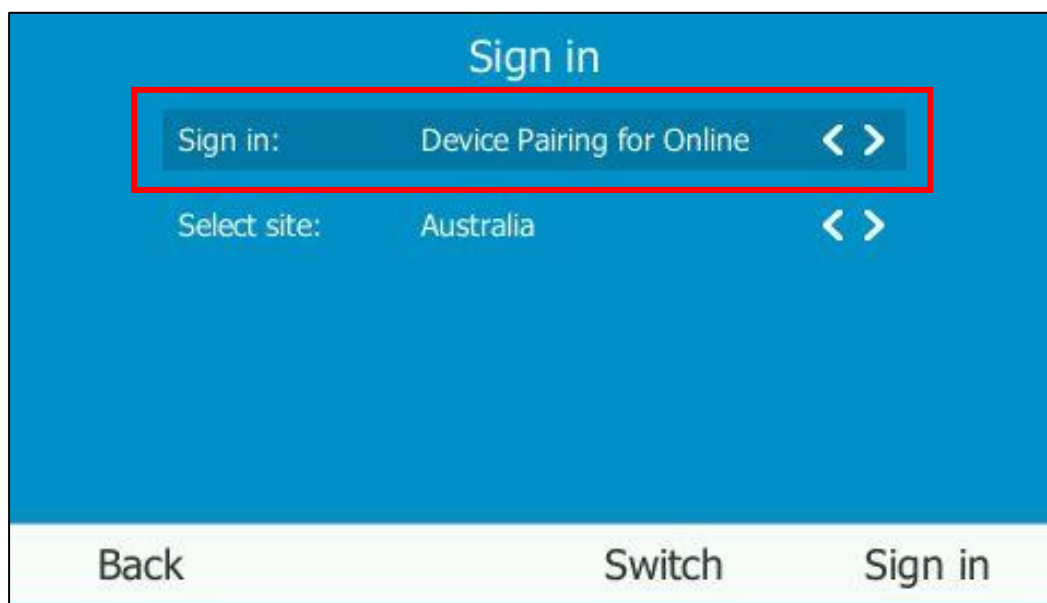 Sign in
Sign in: Device Pairing for Online < >
Select site: Australia < >
Back Switch Sign in